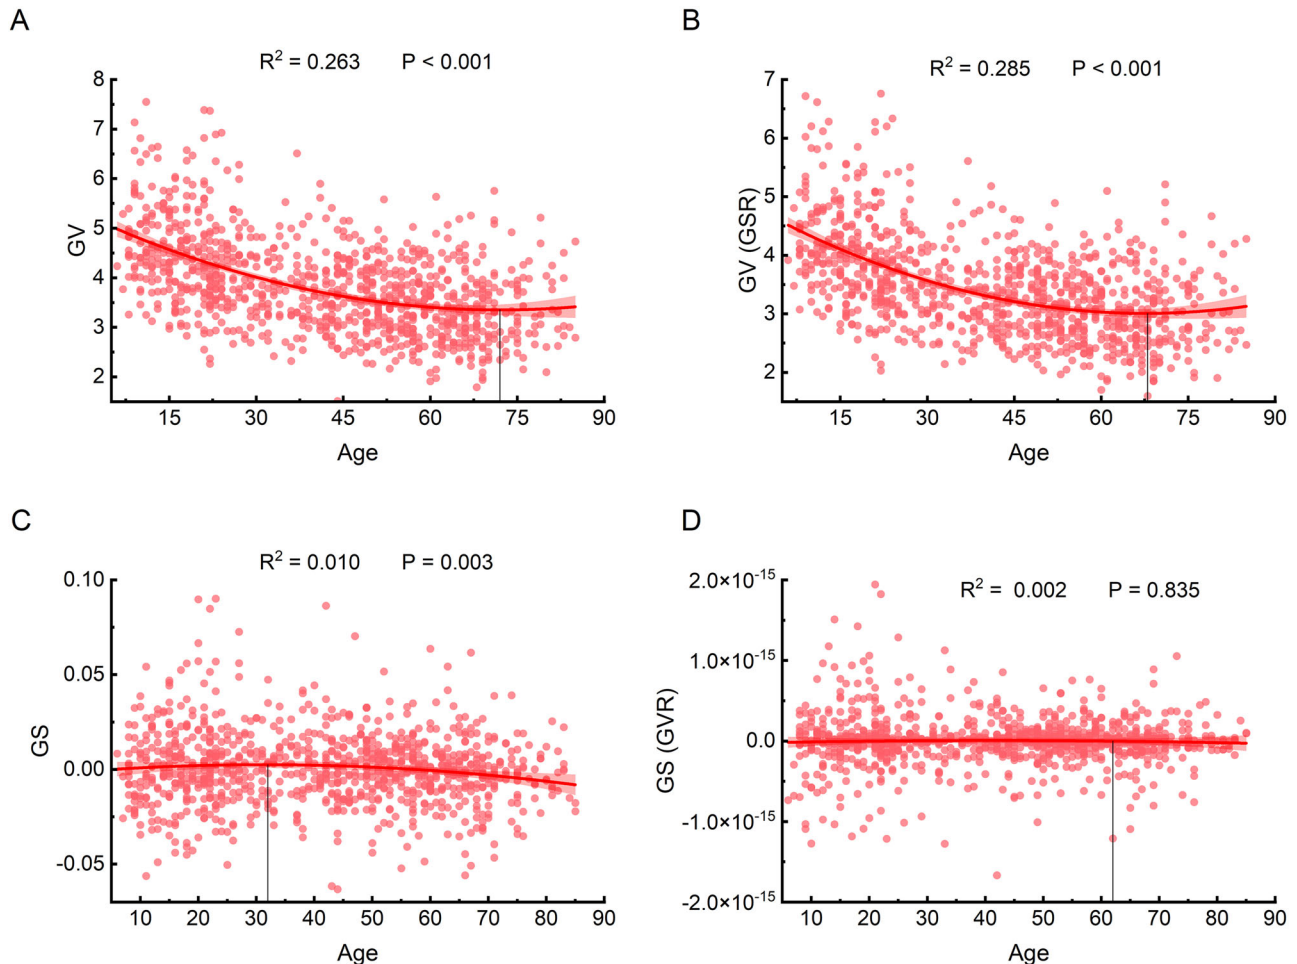 A
R² = 0.263 P < 0.001
8
7
6
5
4
3
2
GV
15 30 45 60 75 90
Age
B
R² = 0.285 P < 0.001
7
6
5
4
3
2
GV (GSR)
15 30 45 60 75 90
Age
C
R² = 0.010 P = 0.003
0.10
0.05
0.00
-0.05
GS
10 20 30 40 50 60 70 80 90
Age
D
R² = 0.002 P = 0.835
2.0×10⁻¹⁵
1.0×10⁻¹⁵
0.0
-1.0×10⁻¹⁵
-2.0×10⁻¹⁵
GS (GVR)
10 20 30 40 50 60 70 80 90
Age